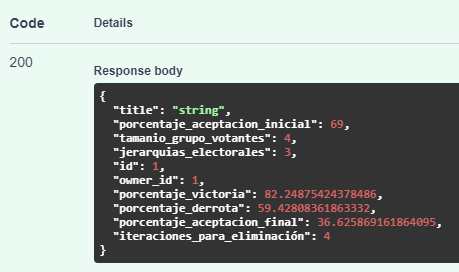 Code Details
200
Response body
{
"title": "string",
"porcentaje_aceptacion_inicial": 69,
"tamanio_grupo_votantes": 4,
"jerarquias_electorales": 3,
"id": 1,
"owner_id": 1,
"porcentaje_victoria": 82.24875424378486,
"porcentaje_derrota": 59.42808361863332,
"porcentaje_aceptacion_final": 36.625869161864095,
"iteraciones_para_eliminación": 4
}